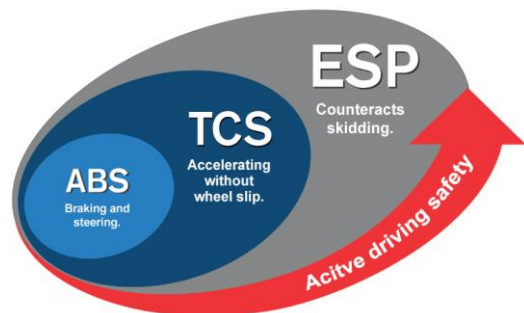 ESP
Counteracts
skidding.
TCS
Accelerating
without
wheel slip.
ABS
Braking and
steering.
Acitve driving safety